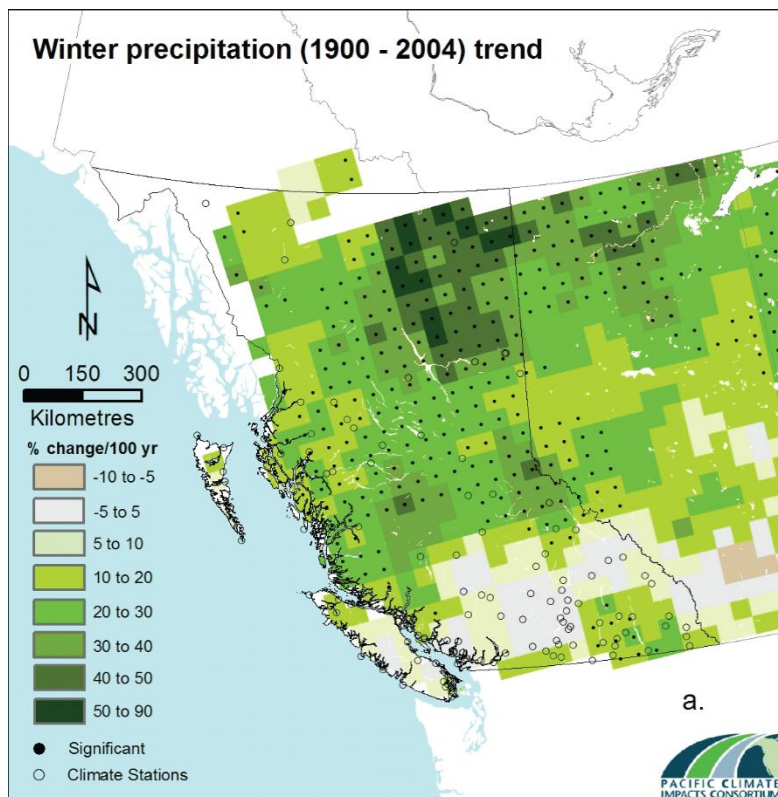 Winter precipitation (1900 - 2004) trend
N
0 150 300
Kilometres
% change/100 yr
-10 to -5
-5 to 5
5 to 10
10 to 20
20 to 30
30 to 40
40 to 50
50 to 90
Significant
Climate Stations
a.
PACIFIC CLIMATE
IMPACTS CONSORTIUM